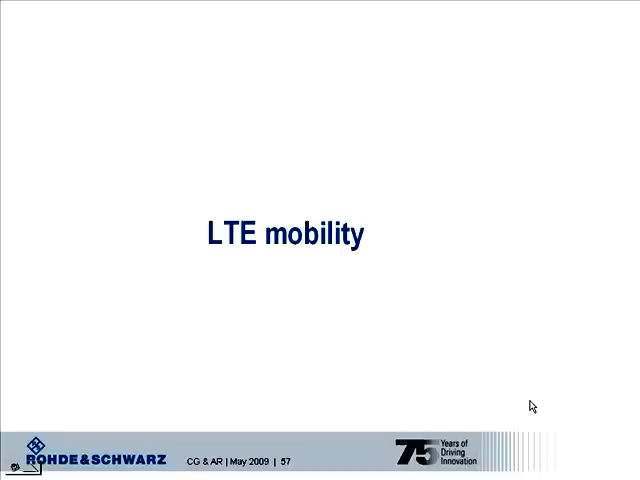 LTE mobility
ROHDE & SCHWARZ
CG & AR | May 2009 | 57
75 Years of
Driving
Innovation